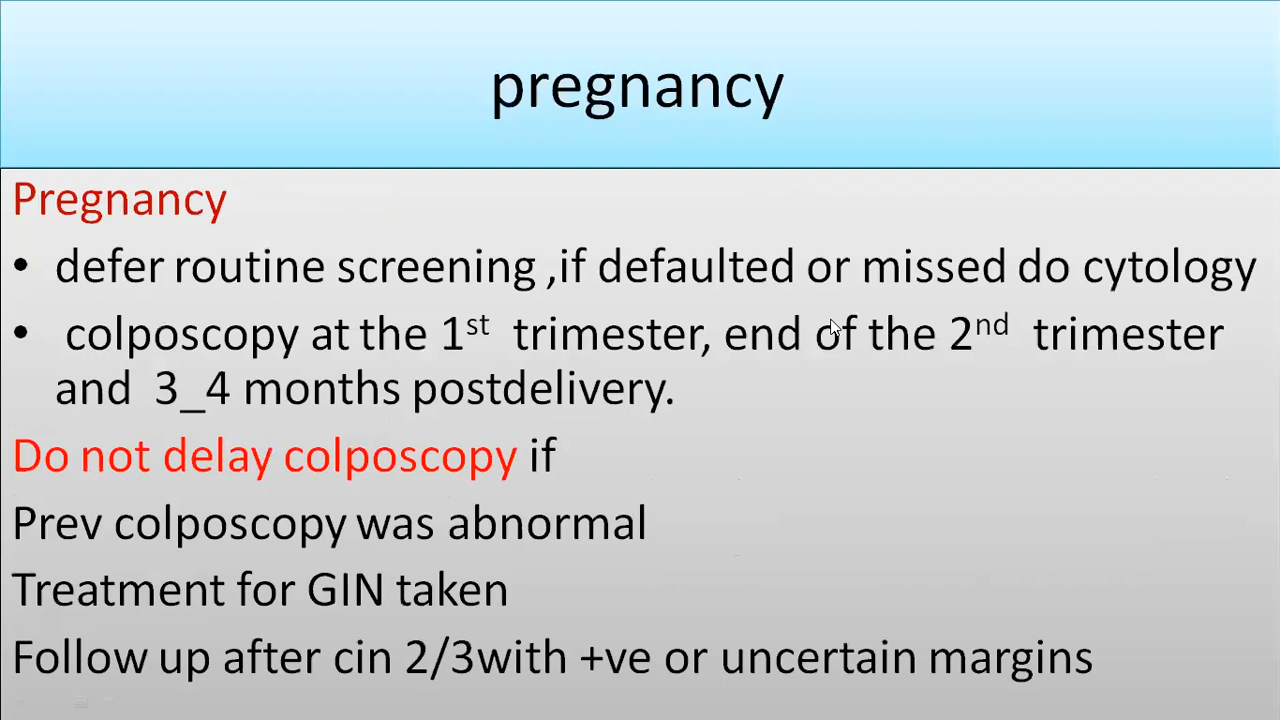 pregnancy
Pregnancy
• defer routine screening ,if defaulted or missed do cytology
• colposcopy at the 1st trimester, end of the 2nd trimester
and 3_4 months postdelivery.
Do not delay colposcopy if
Prev colposcopy was abnormal
Treatment for GIN taken
Follow up after cin 2/3with +ve or uncertain margins